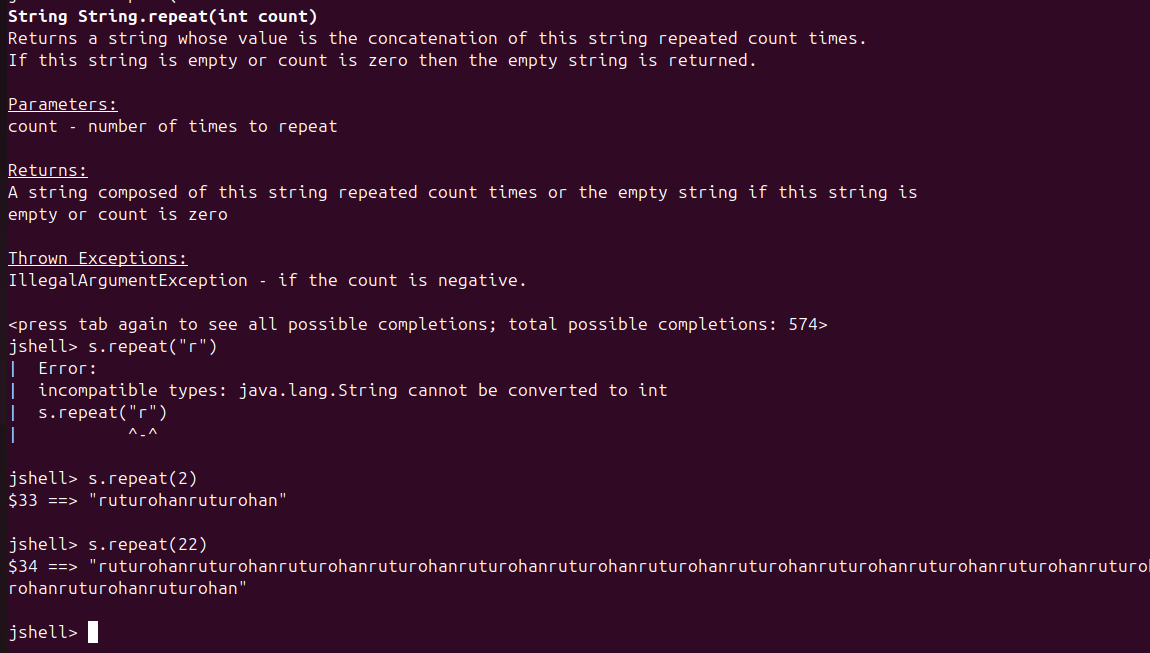 String String.repeat(int count)
Returns a string whose value is the concatenation of this string repeated count times.
If this string is empty or count is zero then the empty string is returned.
Parameters:
count - number of times to repeat
Returns:
A string composed of this string repeated count times or the empty string if this string is
empty or count is zero
Thrown Exceptions:
IllegalArgumentException - if the count is negative.
<press tab again to see all possible completions; total possible completions: 574>
jshell> s.repeat("r")
|  Error:
|  incompatible types: java.lang.String cannot be converted to int
|  s.repeat("r")
|           ^-^
jshell> s.repeat(2)
$33 ==> "ruturohanruturohan"
jshell> s.repeat(22)
$34 ==> "ruturohanruturohanruturohanruturohanruturohanruturohanruturohanruturohanruturohanruturohanruturohanruturo
rohanruturohanruturohan"
jshell>